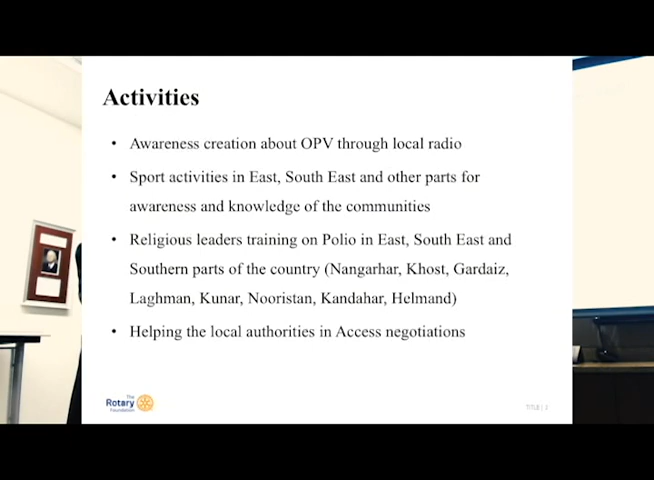 Activities
• Awareness creation about OPV through local radio
• Sport activities in East, South East and other parts for
awareness and knowledge of the communities
• Religious leaders training on Polio in East, South East and
Southern parts of the country (Nangarhar, Khost, Gardaiz,
Laghman, Kunar, Nooristan, Kandahar, Helmand)
• Helping the local authorities in Access negotiations
The
Rotary
Foundation
TITLE |